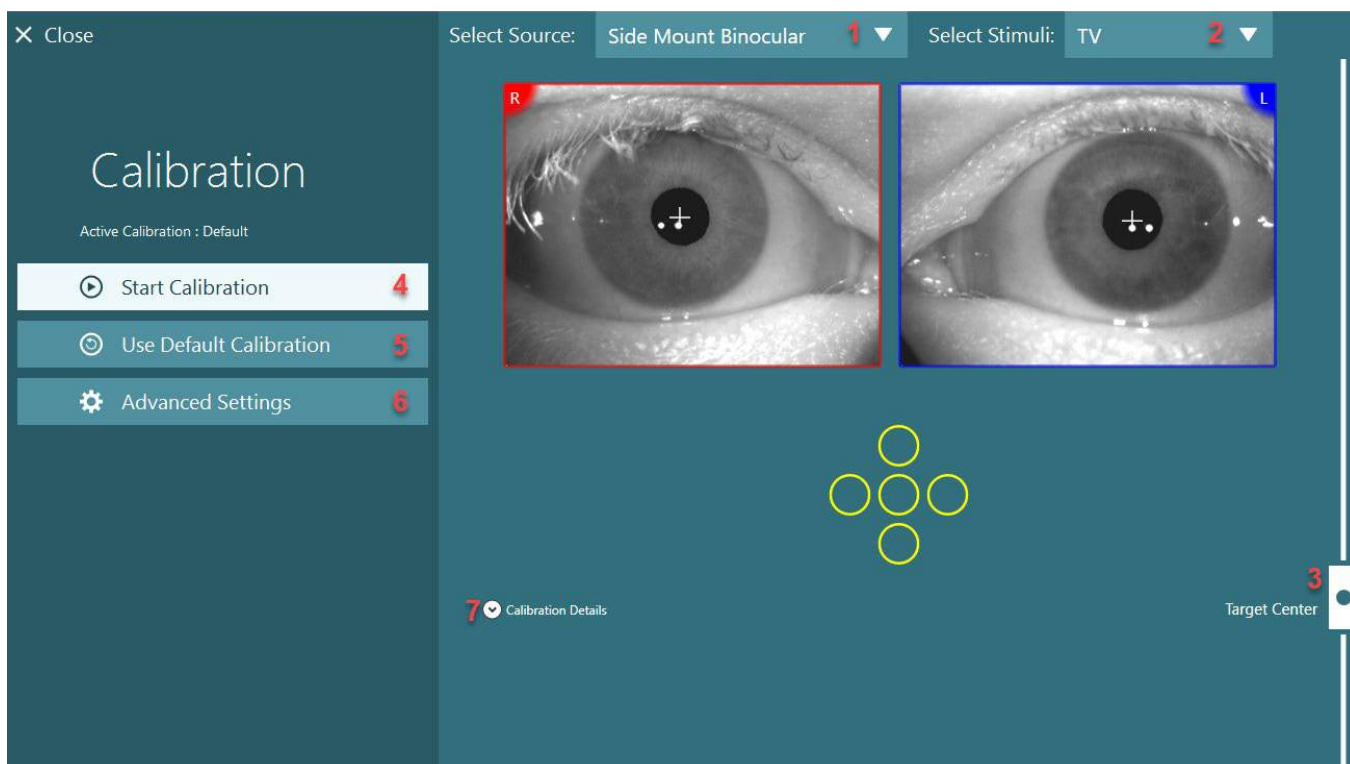 Close
Select Source: Side Mount Binocular 1 Select Stimuli: TV 2
R
L
Calibration
Active Calibration : Default
Start Calibration 4
Use Default Calibration 5
Advanced Settings 6
3
7 Calibration Details
Target Center